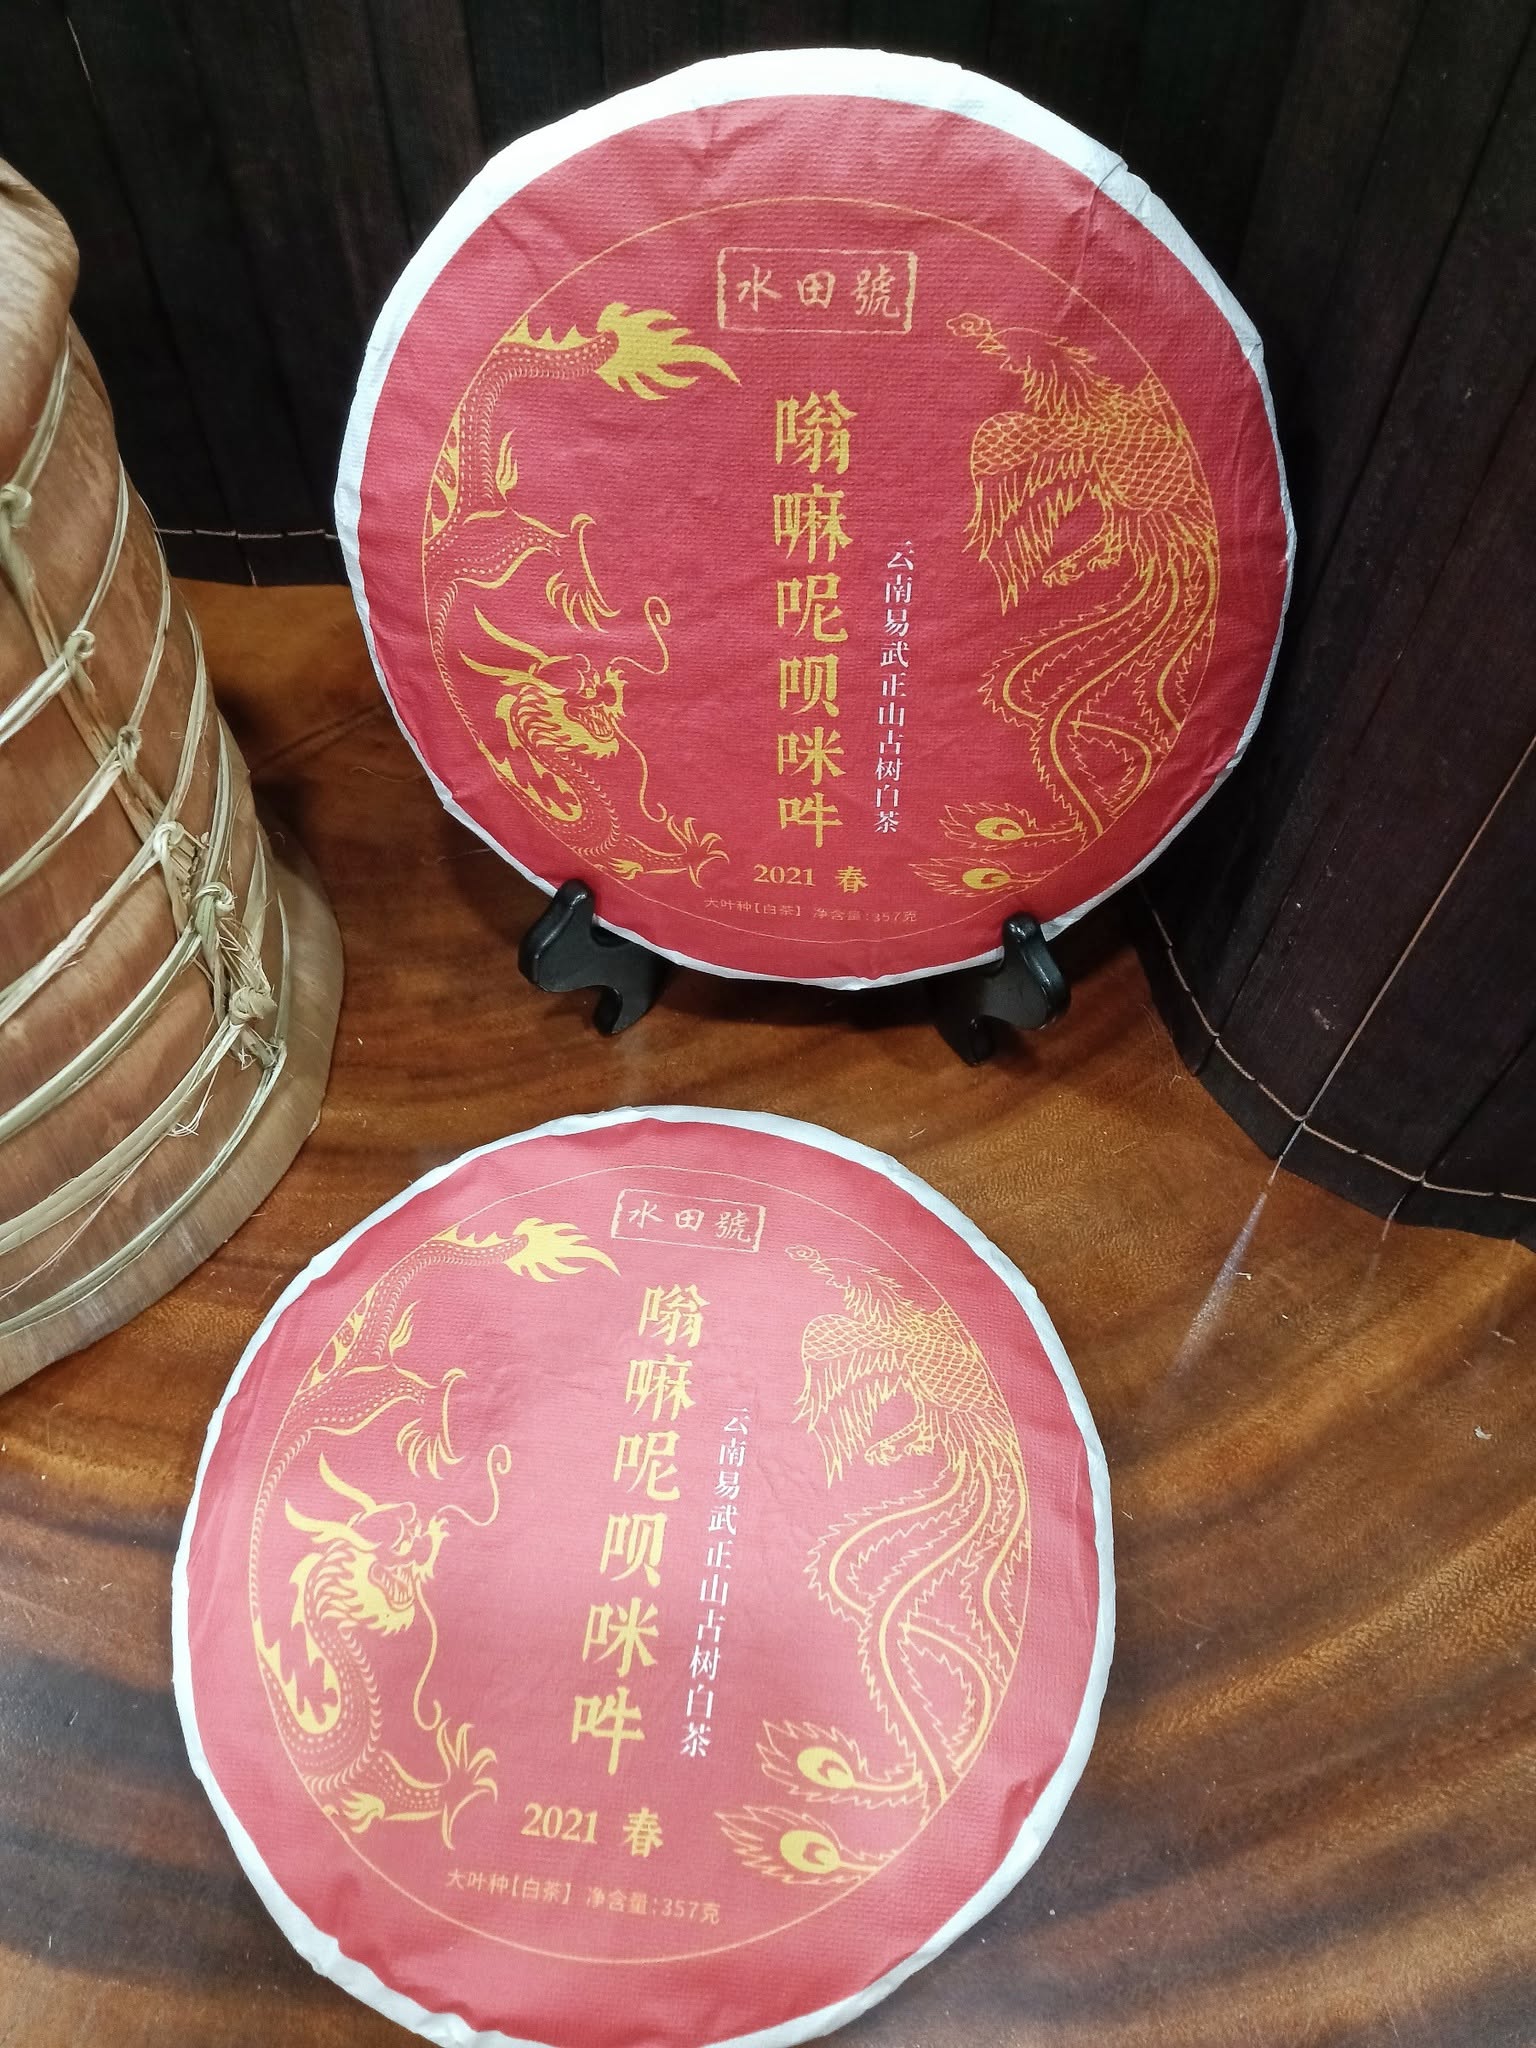 水田號
嗡嘛呢呗咪吽
云南易武正山古树白茶
2021 春
大叶种【白茶】 净含量:357克
水田號
嗡嘛呢呗咪吽
云南易武正山古树白茶
2021 春
大叶种【白茶】 净含量:357克